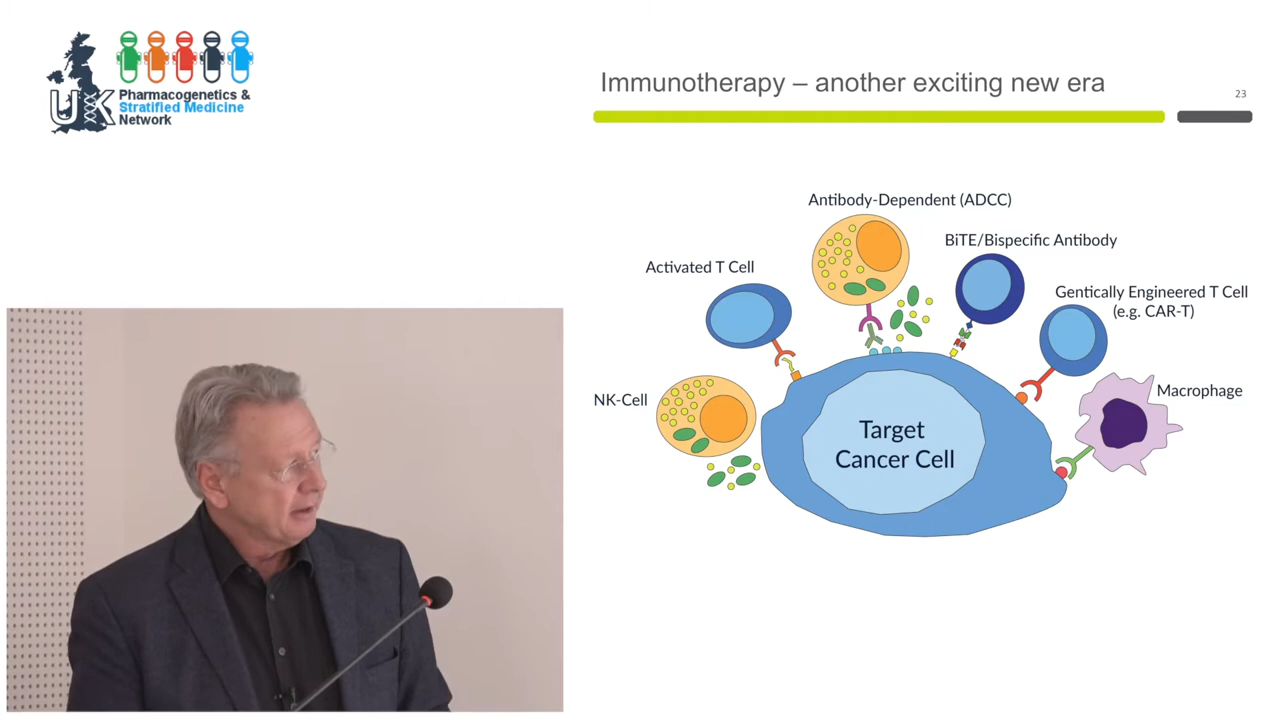 UK
Pharmacogenetics &
Stratified Medicine
Network
Immunotherapy – another exciting new era
23
Antibody-Dependent (ADCC)
BiTE/Bispecific Antibody
Activated T Cell
Gentically Engineered T Cell
(e.g. CAR-T)
NK-Cell
Macrophage
Target
Cancer Cell